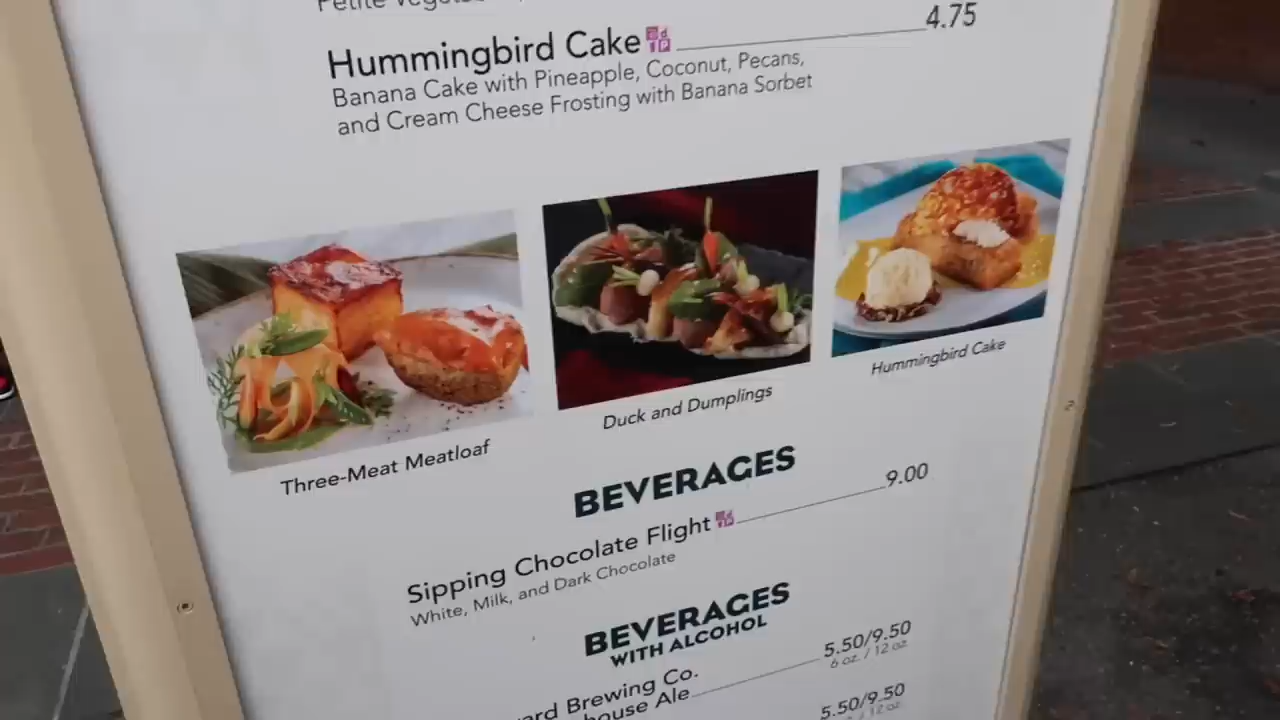 Petite
Hummingbird Cake 4.75
Banana Cake with Pineapple, Coconut, Pecans,
and Cream Cheese Frosting with Banana Sorbet
Three-Meat Meatloaf
Duck and Dumplings
Hummingbird Cake
BEVERAGES
Sipping Chocolate Flight 9.00
White, Milk, and Dark Chocolate
BEVERAGES
WITH ALCOHOL
Brewing Co.
Ale 5.50/9.50
6 oz. / 12 oz.
5.50/9.50